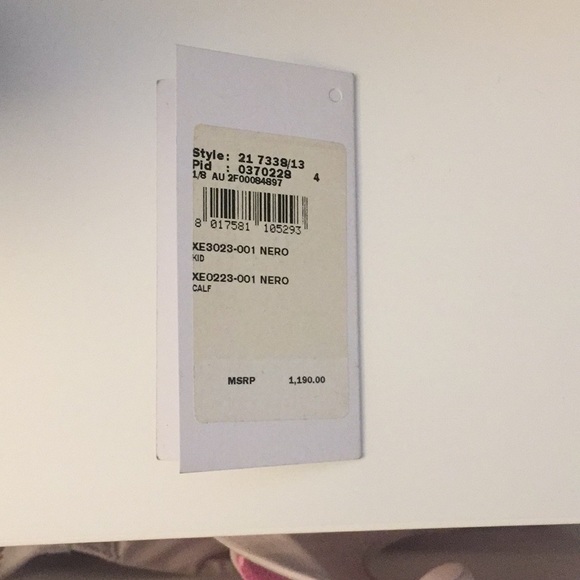 Style: 21 7339/13
Pid : 0370228 4
1/8 AU 2F00084897
8 017581 105293
XE3023-001 NERO
KID
XE0223-001 NERO
CALF
MSRP 1,190.00